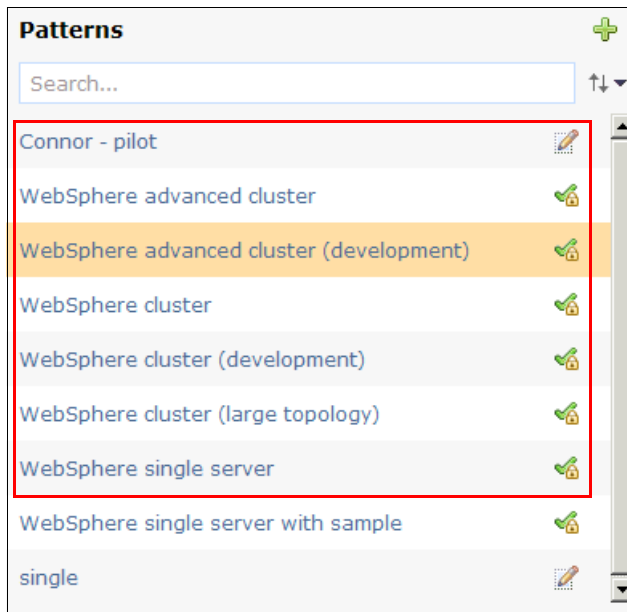 Patterns
Search...
Connor - pilot
WebSphere advanced cluster
WebSphere advanced cluster (development)
WebSphere cluster
WebSphere cluster (development)
WebSphere cluster (large topology)
WebSphere single server
WebSphere single server with sample
single